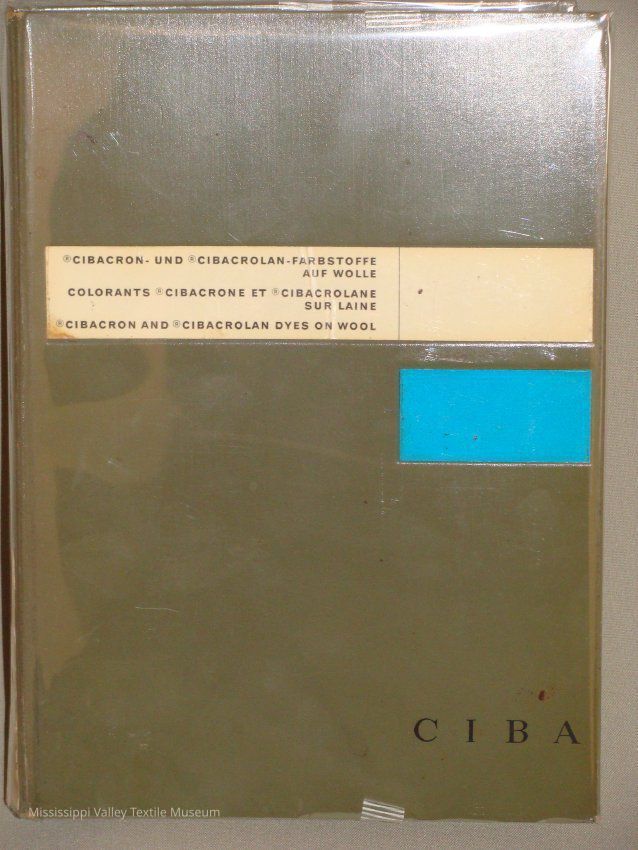 ®CIBACRON- UND ®CIBACROLAN-FARBSTOFFE
AUF WOLLE
COLORANTS ®CIBACRONE ET ®CIBACROLANE
SUR LAINE
®CIBACRON AND ®CIBACROLAN DYES ON WOOL
CIBA
Mississippi Valley Textile Museum